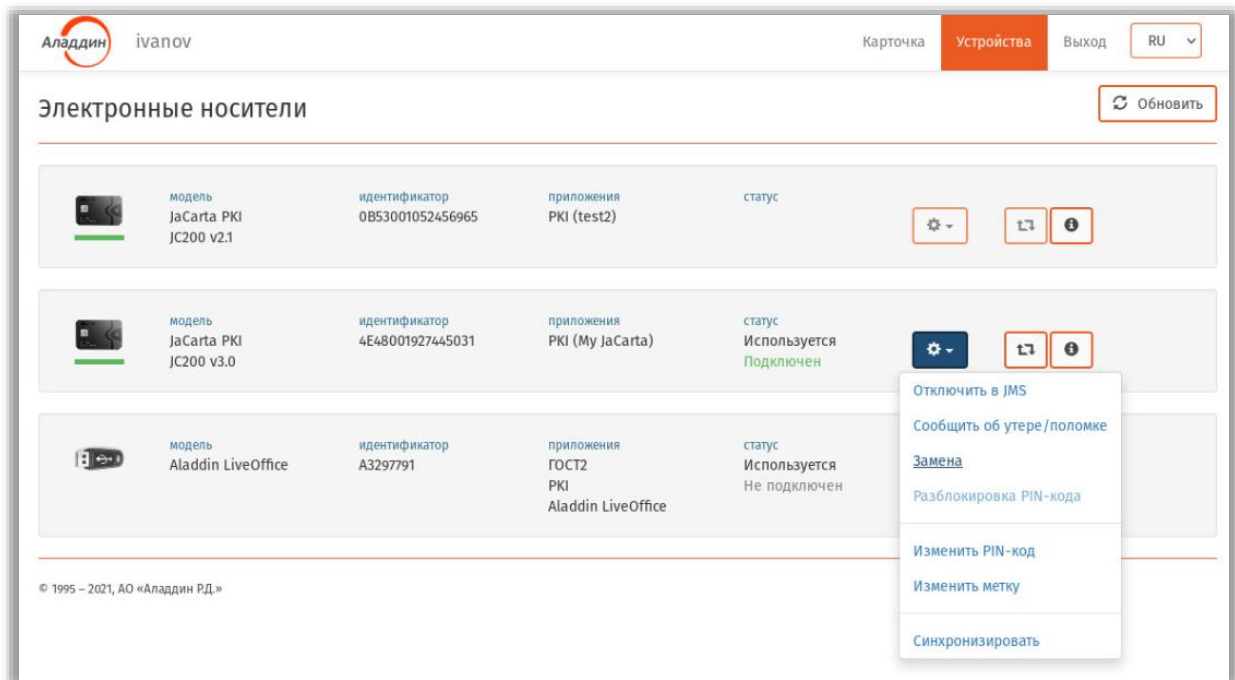 Аладдин ivanov Карточка Устройства Выход RU
Электронные носители Обновить
модель идентификатор приложения статус
JaCarta PKI 0B53001052456965 PKI (test2)
JC200 v2.1
модель идентификатор приложения статус
JaCarta PKI 4E48001927445031 PKI (My JaCarta) Используется
JC200 v3.0 Подключен
Отключить в JMS
Сообщить об утере/поломке
Замена
Разблокировка PIN-кода
Изменить PIN-код
Изменить метку
Синхронизировать
модель идентификатор приложения статус
Aladdin LiveOffice A3297791 ГОСТ2 Используется
PKI Не подключен
Aladdin LiveOffice
© 1995 – 2021, АО «Аладдин Р.Д.»